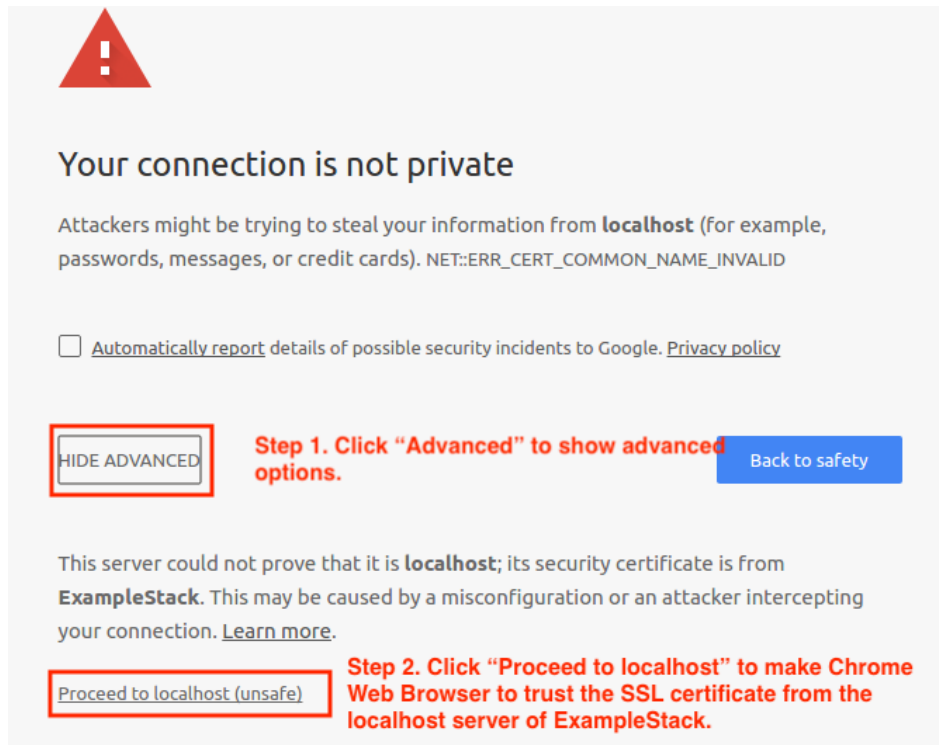 Your connection is not private
Attackers might be trying to steal your information from localhost (for example,
passwords, messages, or credit cards). NET::ERR_CERT_COMMON_NAME_INVALID
Automatically report details of possible security incidents to Google. Privacy policy
HIDE ADVANCED
Step 1. Click “Advanced” to show advanced
options.
Back to safety
This server could not prove that it is localhost; its security certificate is from
ExampleStack. This may be caused by a misconfiguration or an attacker intercepting
your connection. Learn more.
Proceed to localhost (unsafe)
Step 2. Click “Proceed to localhost” to make Chrome
Web Browser to trust the SSL certificate from the
localhost server of ExampleStack.